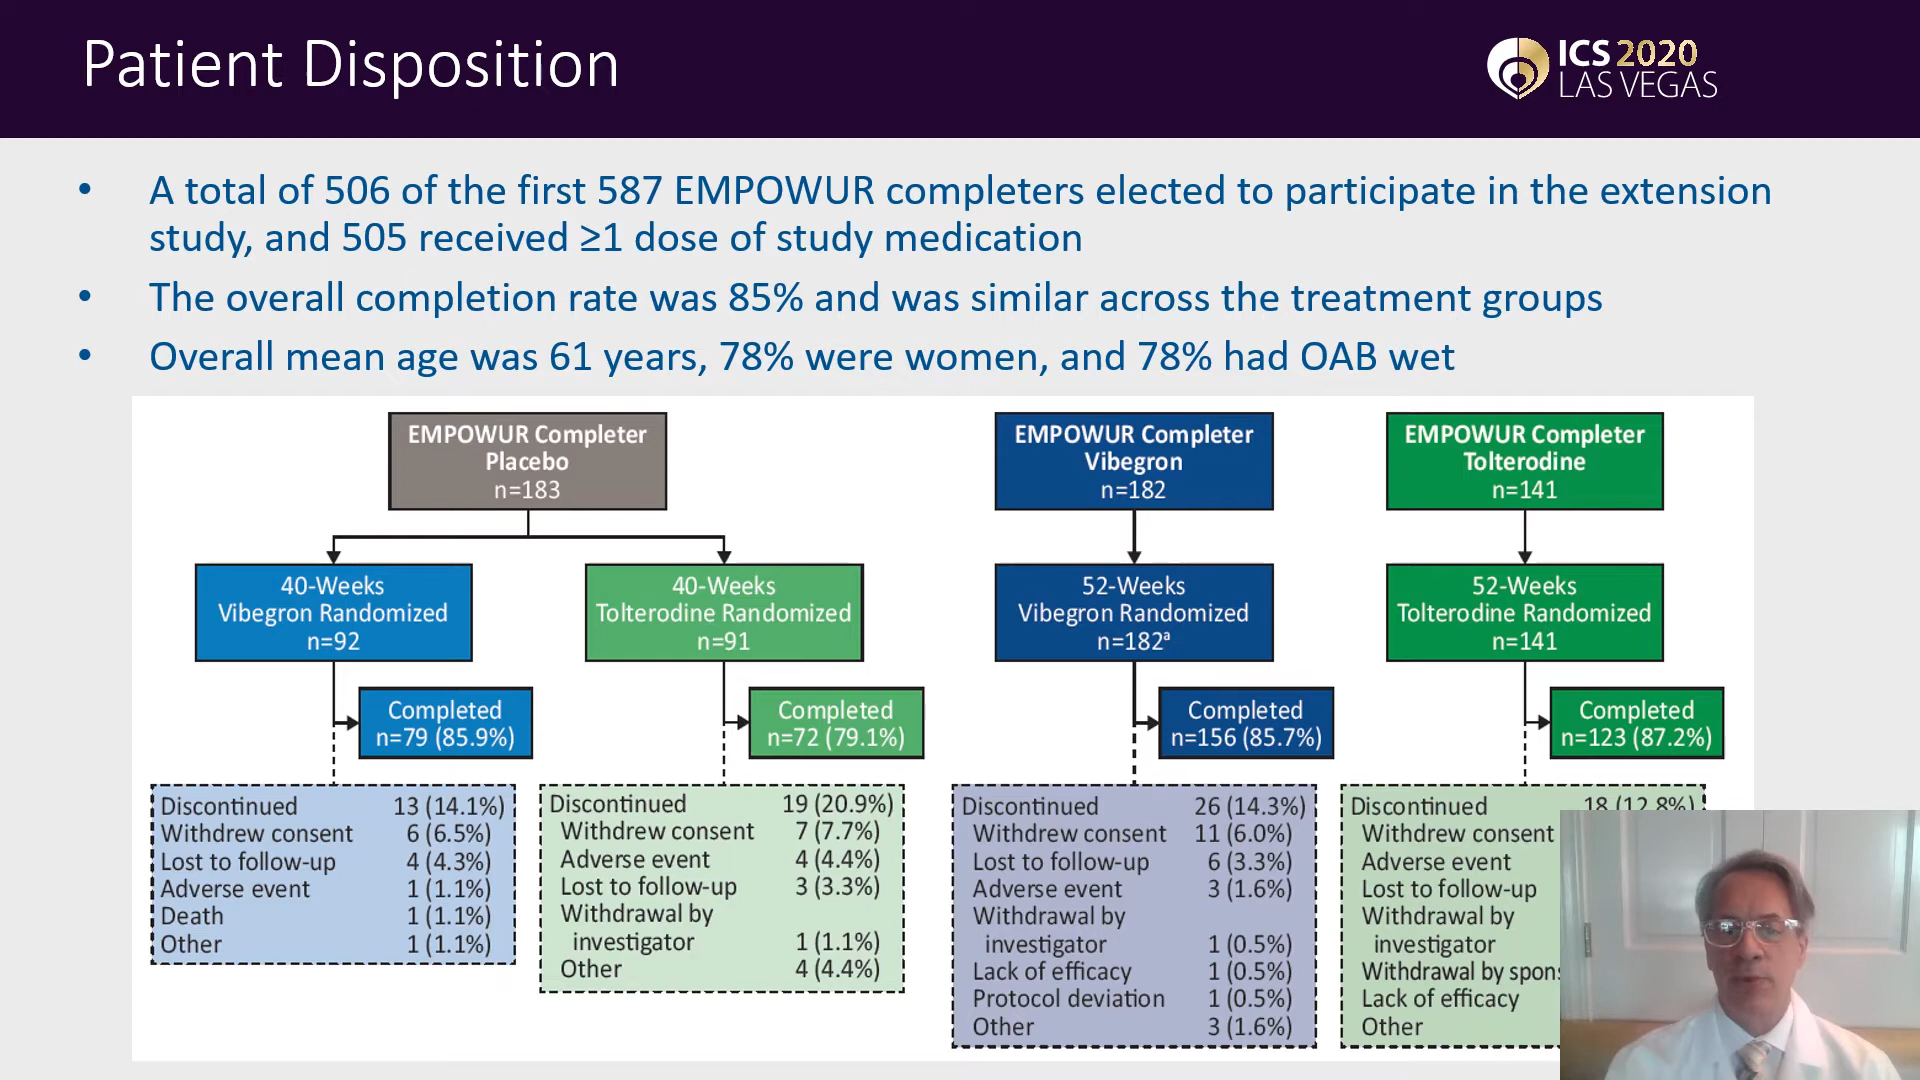 Patient Disposition
ICS 2020
LAS VEGAS
• A total of 506 of the first 587 EMPOWUR completers elected to participate in the extension
study, and 505 received ≥1 dose of study medication
• The overall completion rate was 85% and was similar across the treatment groups
• Overall mean age was 61 years, 78% were women, and 78% had OAB wet
EMPOWUR Completer
Placebo
n=183
EMPOWUR Completer
Vibegron
n=182
EMPOWUR Completer
Tolterodine
n=141
40-Weeks
Vibegron Randomized
n=92
40-Weeks
Tolterodine Randomized
n=91
52-Weeks
Vibegron Randomized
n=182ª
52-Weeks
Tolterodine Randomized
n=141
Completed
n=79 (85.9%)
Completed
n=72 (79.1%)
Completed
n=156 (85.7%)
Completed
n=123 (87.2%)
Discontinued 13 (14.1%)
Withdrew consent 6 (6.5%)
Lost to follow-up 4 (4.3%)
Adverse event 1 (1.1%)
Death 1 (1.1%)
Other 1 (1.1%)
Discontinued 19 (20.9%)
Withdrew consent 7 (7.7%)
Adverse event 4 (4.4%)
Lost to follow-up 3 (3.3%)
Withdrawal by
investigator 1 (1.1%)
Other 4 (4.4%)
Discontinued 26 (14.3%)
Withdrew consent 11 (6.0%)
Lost to follow-up 6 (3.3%)
Adverse event 3 (1.6%)
Withdrawal by
investigator 1 (0.5%)
Lack of efficacy 1 (0.5%)
Protocol deviation 1 (0.5%)
Other 3 (1.6%)
Discontinued 18 (12.8%)
Withdrew consent
Adverse event
Lost to follow-up
Withdrawal by
investigator
Withdrawal by
Lack of efficacy
Other